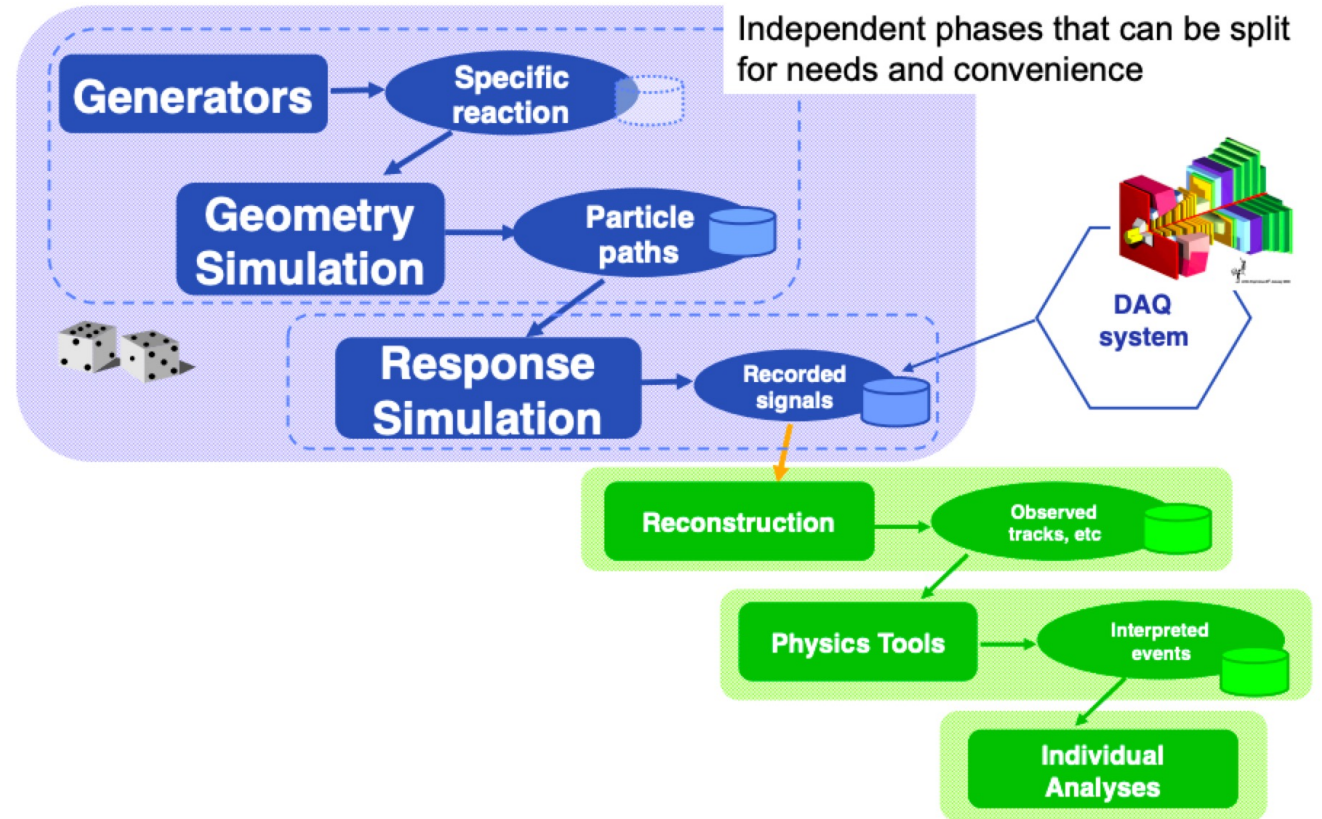 Independent phases that can be split
for needs and convenience
Generators
Specific
reaction
Geometry
Simulation
Particle
paths
DAQ
system
Response
Simulation
Recorded
signals
Reconstruction
Observed
tracks, etc
Physics Tools
Interpreted
events
Individual
Analyses